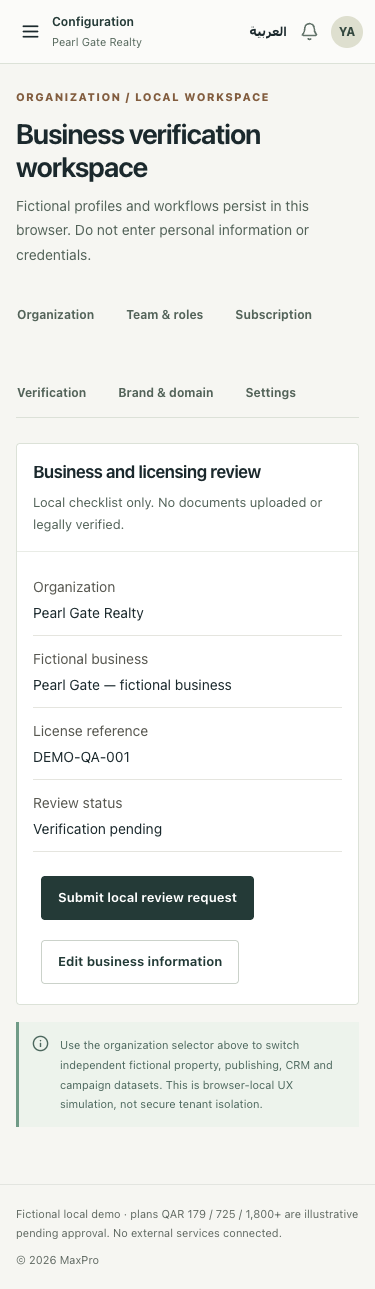 Configuration
Pearl Gate Realty
العربية
YA
ORGANIZATION / LOCAL WORKSPACE
Business verification
workspace
Fictional profiles and workflows persist in this
browser. Do not enter personal information or
credentials.
Organization Team & roles Subscription
Verification Brand & domain Settings
Business and licensing review
Local checklist only. No documents uploaded or
legally verified.
Organization
Pearl Gate Realty
Fictional business
Pearl Gate — fictional business
License reference
DEMO-QA-001
Review status
Verification pending
Submit local review request
Edit business information
Use the organization selector above to switch
independent fictional property, publishing, CRM and
campaign datasets. This is browser-local UX
simulation, not secure tenant isolation.
Fictional local demo · plans QAR 179 / 725 / 1,800+ are illustrative
pending approval. No external services connected.
© 2026 MaxPro